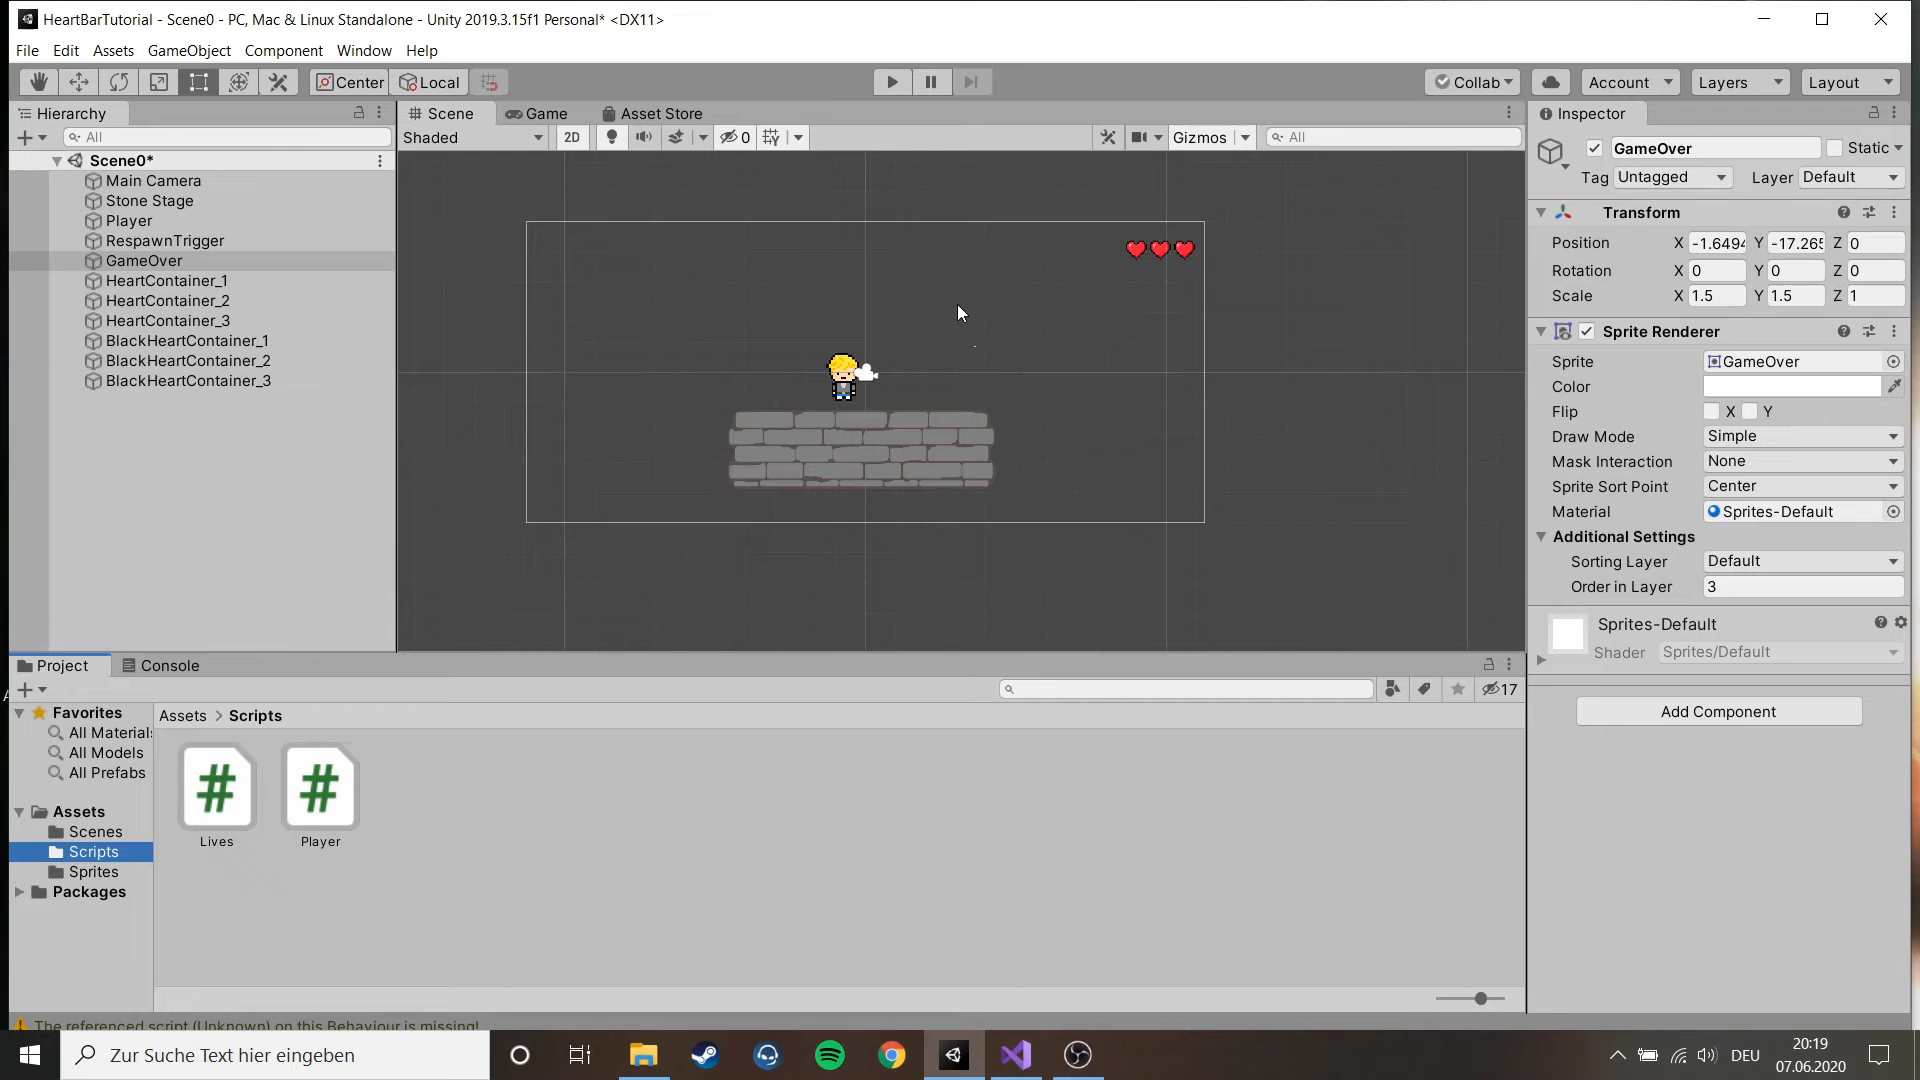 HeartBarTutorial - Scene0 - PC, Mac & Linux Standalone - Unity 2019.3.15f1 Personal* <DX11>
File Edit Assets GameObject Component Window Help
Center Local Collab Account Layers Layout
Hierarchy
All
Scene0*
Main Camera
Stone Stage
Player
RespawnTrigger
GameOver
HeartContainer_1
HeartContainer_2
HeartContainer_3
BlackHeartContainer_1
BlackHeartContainer_2
BlackHeartContainer_3
Scene Game Asset Store
Shaded 2D 0 Gizmos All
Inspector
GameOver Static
Tag Untagged Layer Default
Transform
Position X -1.6494 Y -17.265 Z 0
Rotation X 0 Y 0 Z 0
Scale X 1.5 Y 1.5 Z 1
Sprite Renderer
Sprite GameOver
Color
Flip X Y
Draw Mode Simple
Mask Interaction None
Sprite Sort Point Center
Material Sprites-Default
Additional Settings
Sorting Layer Default
Order in Layer 3
Sprites-Default
Shader Sprites/Default
Add Component
Project Console
17
Favorites
All Materials
All Models
All Prefabs
Assets
Scenes
Scripts
Sprites
Packages
Assets > Scripts
Lives Player
The referenced script (Unknown) on this Behaviour is missing!
Zur Suche Text hier eingeben
DEU
20:19
07.06.2020